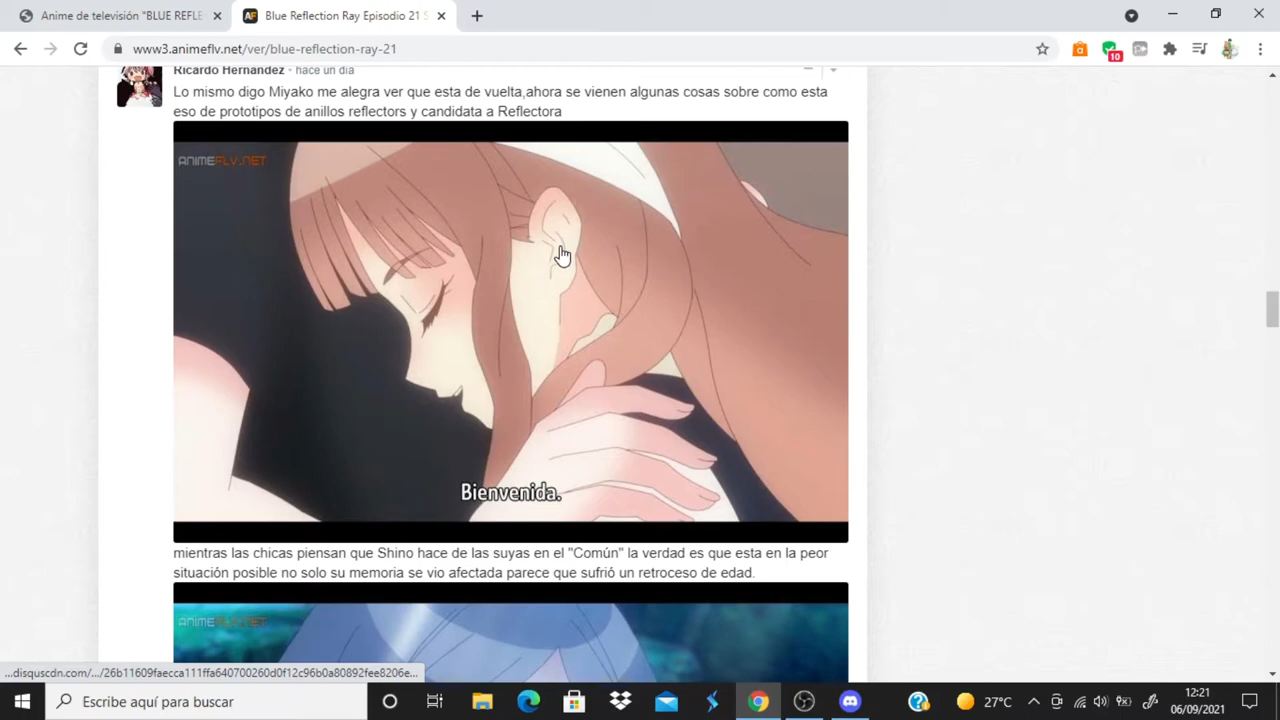 Anime de televisión "BLUE REFLE
Blue Reflection Ray Episodio 21 S
www3.animeflv.net/ver/blue-reflection-ray-21
10
Ricardo Hernandez • hace un dia
Lo mismo digo Miyako me alegra ver que esta de vuelta,ahora se vienen algunas cosas sobre como esta
eso de prototipos de anillos reflectors y candidata a Reflectora
ANIMEFLV.NET
Bienvenida.
mientras las chicas piensan que Shino hace de las suyas en el "Común" la verdad es que esta en la peor
situación posible no solo su memoria se vio afectada parece que sufrió un retroceso de edad.
ANIMEFLV.NET
...disquscdn.com/.../26b11609faecca111ffa640700260d0f12c96b0a80892fee8206e...
Escribe aquí para buscar
27°C
12:21
06/09/2021